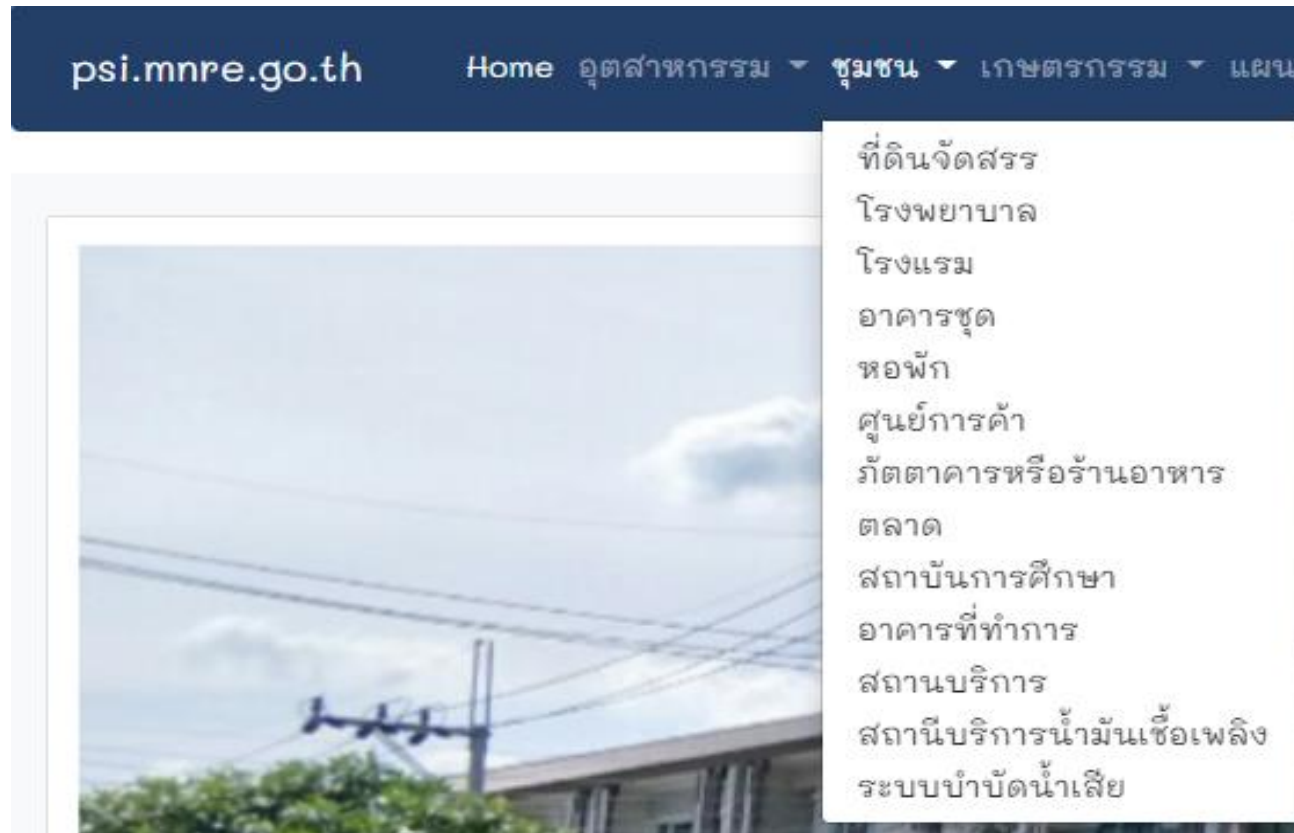 psi.mnre.go.th Home อุตสาหกรรม ชุมชน เกษตรกรรม แผน
ที่ดินจัดสรร
โรงพยาบาล
โรงแรม
อาคารชุด
หอพัก
ศูนย์การค้า
ภัตตาคารหรือร้านอาหาร
ตลาด
สถาบันการศึกษา
อาคารที่ทำการ
สถานบริการ
สถานีบริการน้ำมันเชื้อเพลิง
ระบบบำบัดน้ำเสีย